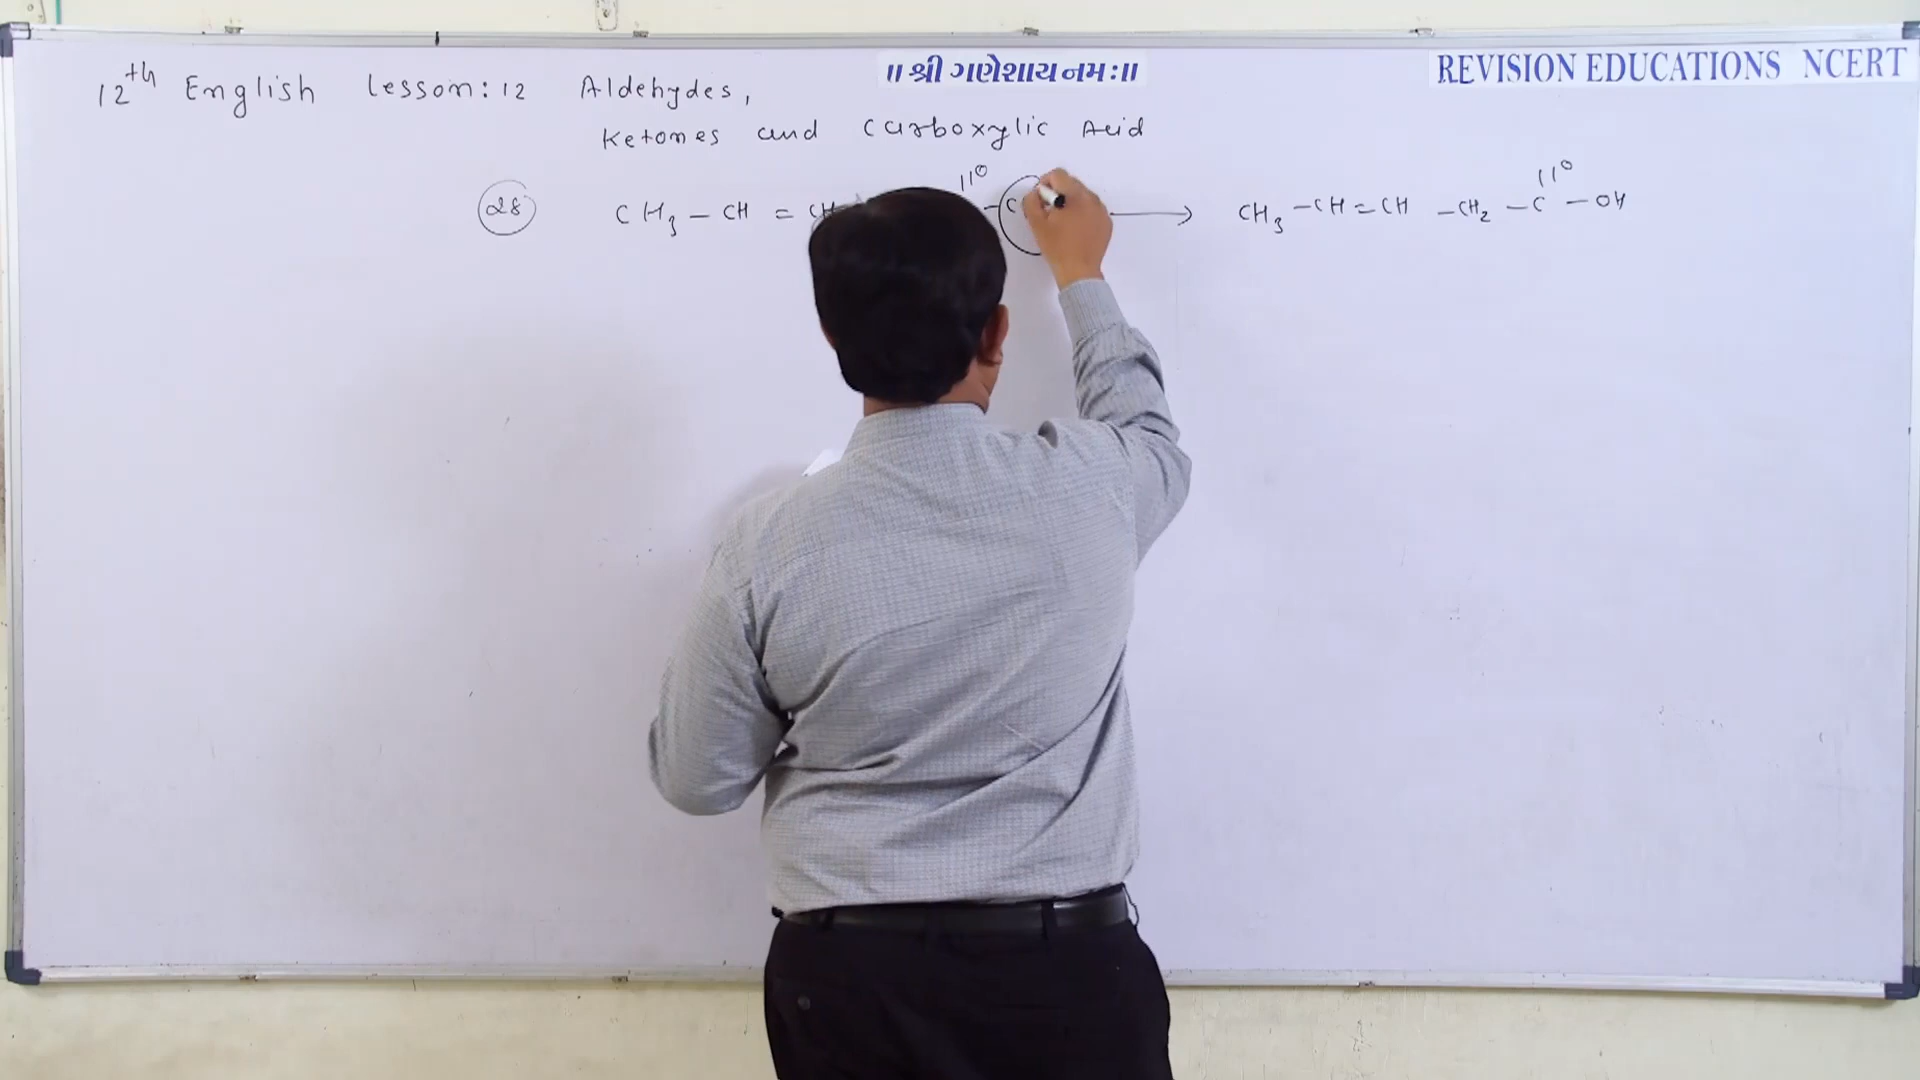 ॥ શ્રી ગણેશાય નમઃ॥
REVISION EDUCATIONS NCERT
12th English Lesson: 12 Aldehydes,
Ketones and Carboxylic Acid
28 CH3 - CH = CH - C → CH3 -CH=CH -CH2 -C -OH
O O